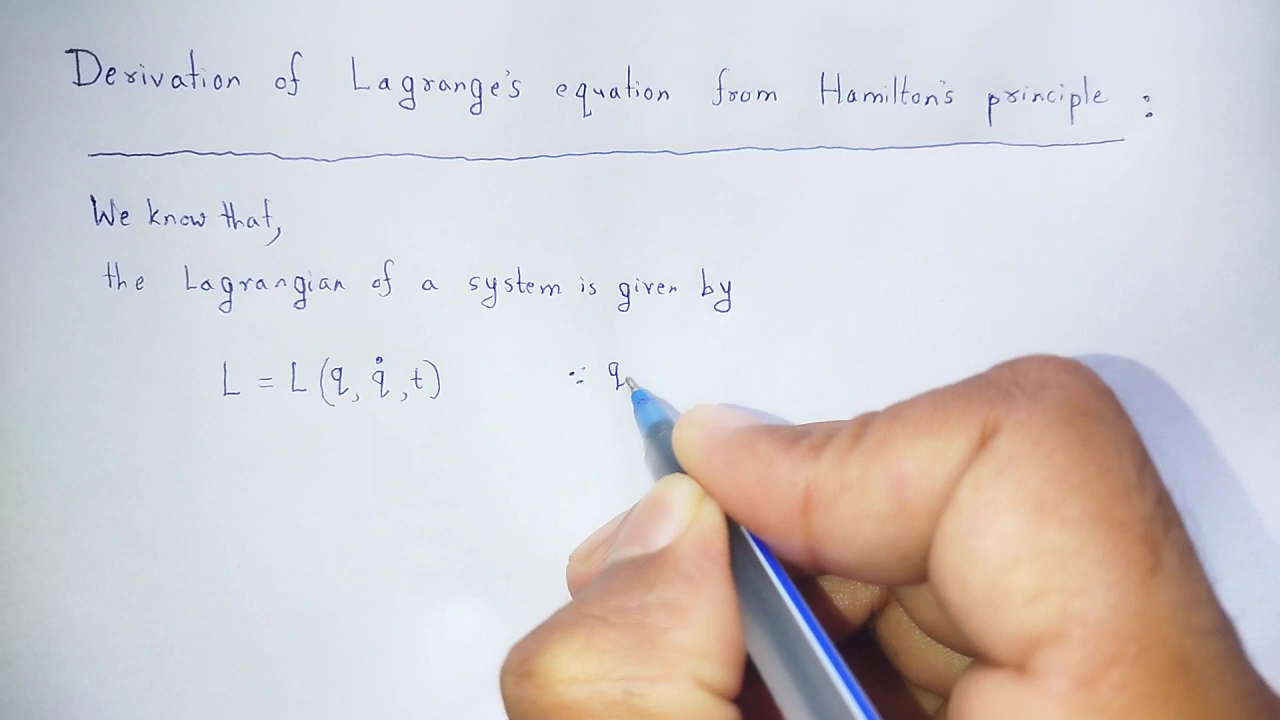 Derivation of Lagrange's equation from Hamilton's principle :
We know that,
the Lagrangian of a system is given by
L = L (q, q̇, t) ∵ q